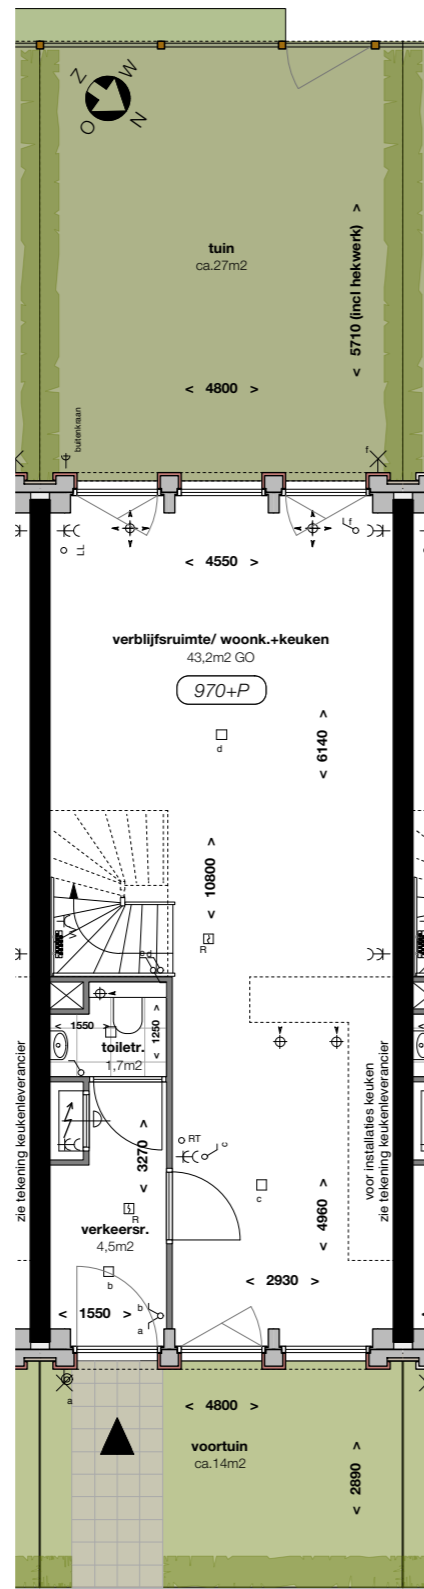 Z W
O N
tuin
ca.27m2
< 5710 (incl hekwerk) >
< 4800 >
buitenkraan
f
LL
Lf
< 4550 >
verblijfsruimte/ woonk.+keuken
43,2m2 GO
970+P
d
< 6140 >
< 10800 >
R
< 1550 >
< 1250 >
toiletr.
1,7m2
zie tekening keukenleverancier
voor installaties keuken
zie tekening keukenleverancier
RT
c
< 3270 >
c
R
verkeersr.
4,5m2
< 4960 >
b
< 2930 >
< 1550 >
b
a
a
< 4800 >
voortuin
ca.14m2
< 2890 >